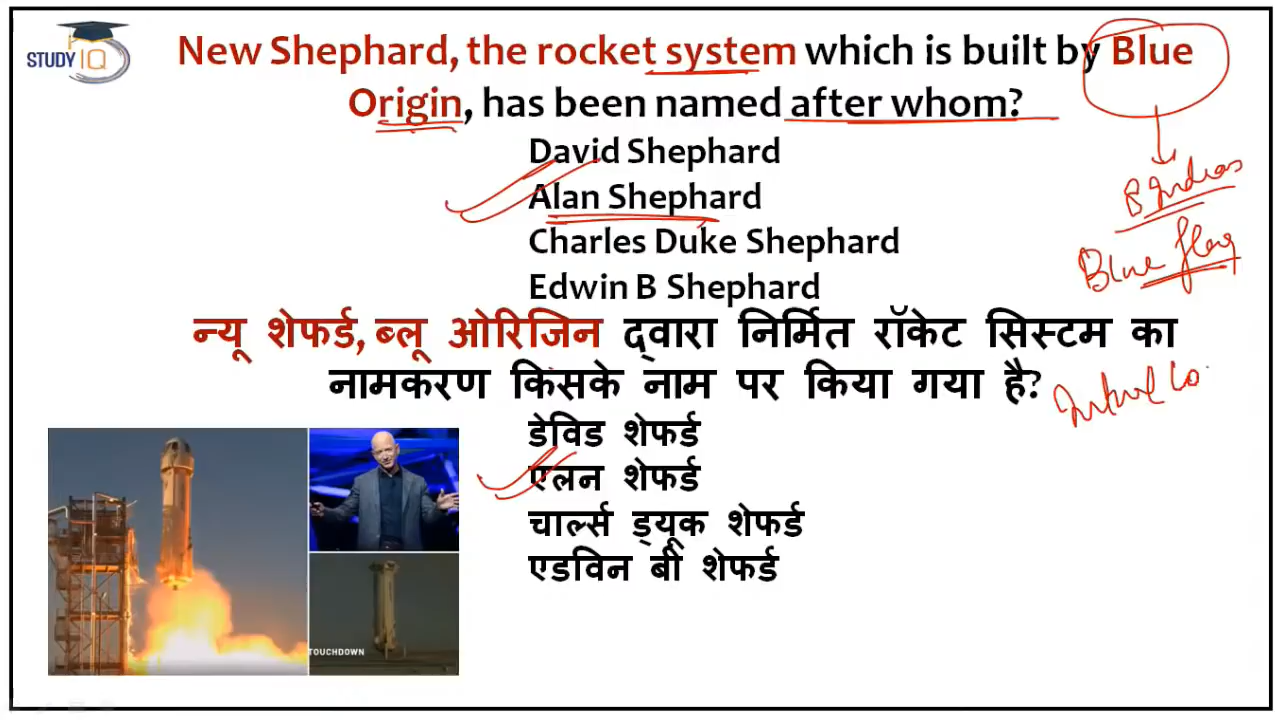 STUDY IQ
New Shephard, the rocket system which is built by Blue
Origin, has been named after whom?
David Shephard
Alan Shephard
Charles Duke Shephard
Edwin B Shephard
Blue flag
न्यू शेफर्ड, ब्लू ओरिजिन द्वारा निर्मित रॉकेट सिस्टम का
नामकरण किसके नाम पर किया गया है?
डेविड शेफर्ड
एलन शेफर्ड
चार्ल्स ड्यूक शेफर्ड
एडविन बी शेफर्ड
TOUCHDOWN